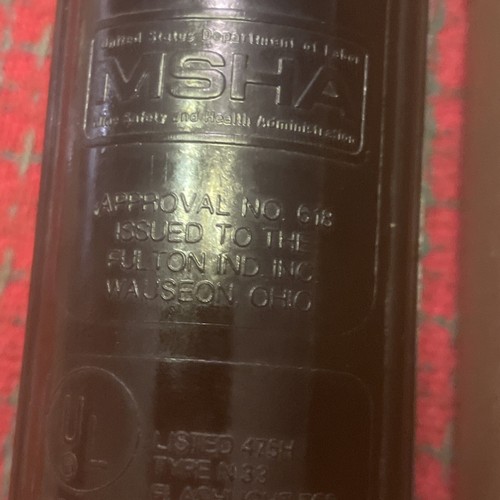 United States Department of Labor
MSHA
Mine Safety and Health Administration
APPROVAL NO. 618
ISSUED TO THE
FULTON IND. INC.
WAUSEON, OHIO
UL
LISTED 475H
TYPE N 33